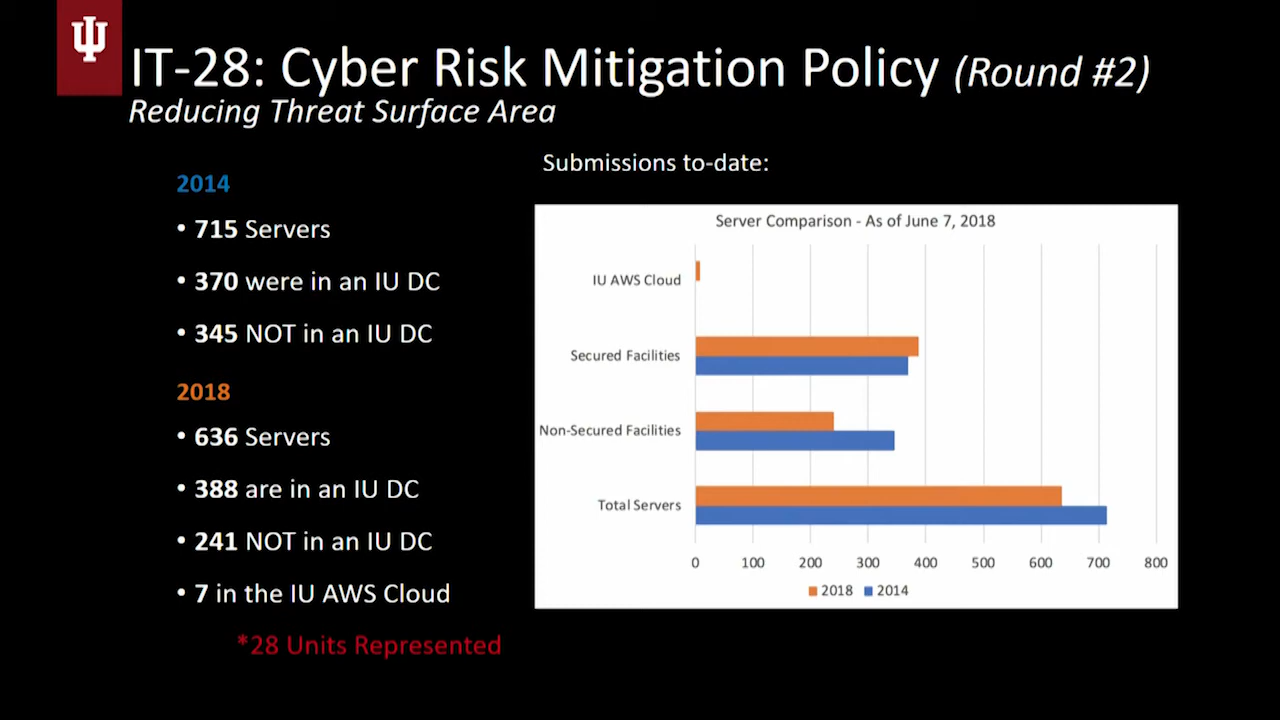 IT-28: Cyber Risk Mitigation Policy (Round #2)
Reducing Threat Surface Area
2014
• 715 Servers
• 370 were in an IU DC
• 345 NOT in an IU DC
2018
• 636 Servers
• 388 are in an IU DC
• 241 NOT in an IU DC
• 7 in the IU AWS Cloud
*28 Units Represented
Submissions to-date:
Server Comparison - As of June 7, 2018
IU AWS Cloud
Secured Facilities
Non-Secured Facilities
Total Servers
0 100 200 300 400 500 600 700 800
2018 2014